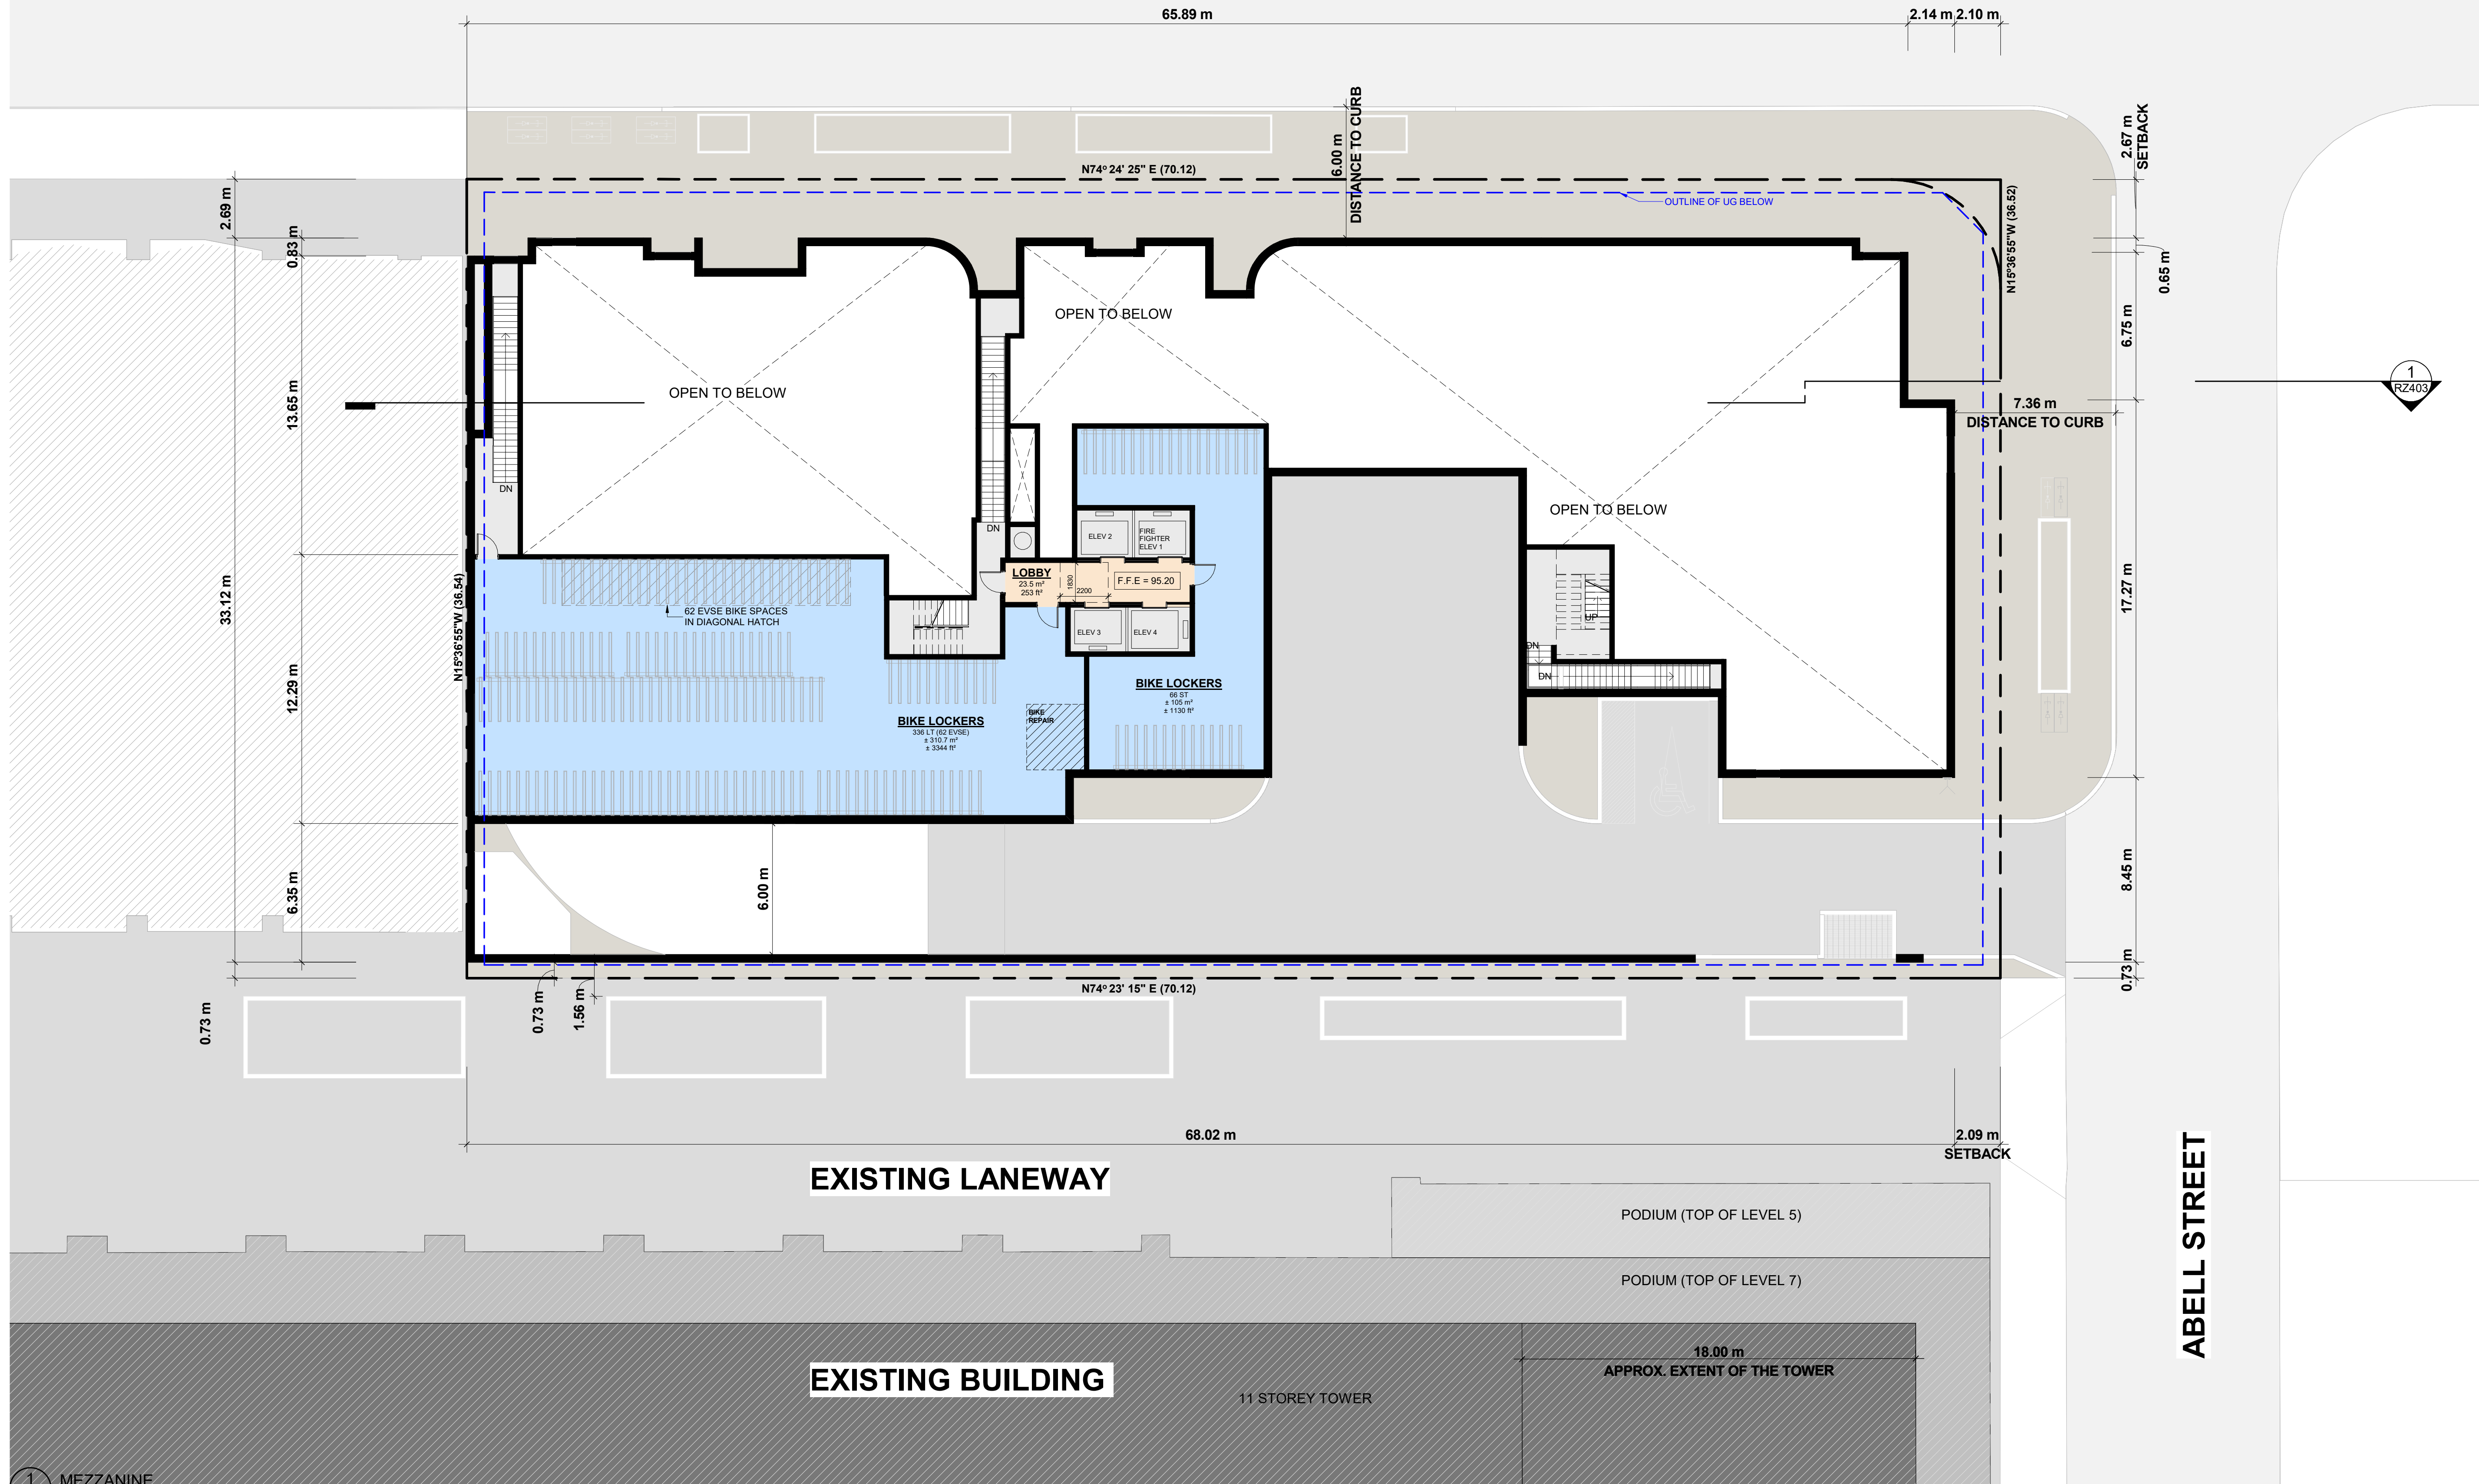 65.89 m
2.14 m
2.10 m
2.67 m
SETBACK
6.00 m
DISTANCE TO CURB
N74° 24' 25" E (70.12)
OUTLINE OF UG BELOW
N15°36'55"W (36.52)
2.69 m
0.83 m
0.65 m
OPEN TO BELOW
6.75 m
1
RZ403
OPEN TO BELOW
13.65 m
7.36 m
DISTANCE TO CURB
DN
DN
OPEN TO BELOW
ELEV 2
FIRE
FIGHTER
ELEV 1
LOBBY
23.5 m²
253 ft²
1830
2200
F.F.E = 95.20
33.12 m
N15°36'55"W (36.54)
62 EVSE BIKE SPACES
IN DIAGONAL HATCH
ELEV 3
ELEV 4
UP
17.27 m
DN
DN
12.29 m
BIKE LOCKERS
66 ST
± 105 m²
± 1130 ft²
BIKE
REPAIR
BIKE LOCKERS
336 LT (62 EVSE)
± 310.7 m²
± 3344 ft²
6.35 m
6.00 m
8.45 m
0.73 m
N74° 23' 15" E (70.12)
0.73 m
0.73 m
1.56 m
68.02 m
2.09 m
SETBACK
EXISTING LANEWAY
ABELL STREET
PODIUM (TOP OF LEVEL 5)
PODIUM (TOP OF LEVEL 7)
18.00 m
APPROX. EXTENT OF THE TOWER
EXISTING BUILDING
11 STOREY TOWER
1
MEZZANINE